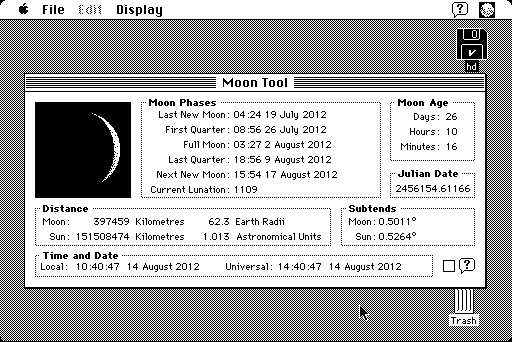 File Edit Display
hd
Moon Tool
Moon Phases
Last New Moon: 04:24 19 July 2012
First Quarter: 08:56 26 July 2012
Full Moon: 03:27 2 August 2012
Last Quarter: 18:56 9 August 2012
Next New Moon: 15:54 17 August 2012
Current Lunation: 1109
Moon Age
Days: 26
Hours: 10
Minutes: 16
Julian Date
2456154.61166
Distance
Moon: 397459 Kilometres 62.3 Earth Radii
Sun: 151508474 Kilometres 1.013 Astronomical Units
Subtends
Moon: 0.5011°
Sun: 0.5264°
Time and Date
Local: 10:40:47 14 August 2012 Universal: 14:40:47 14 August 2012
?
Trash